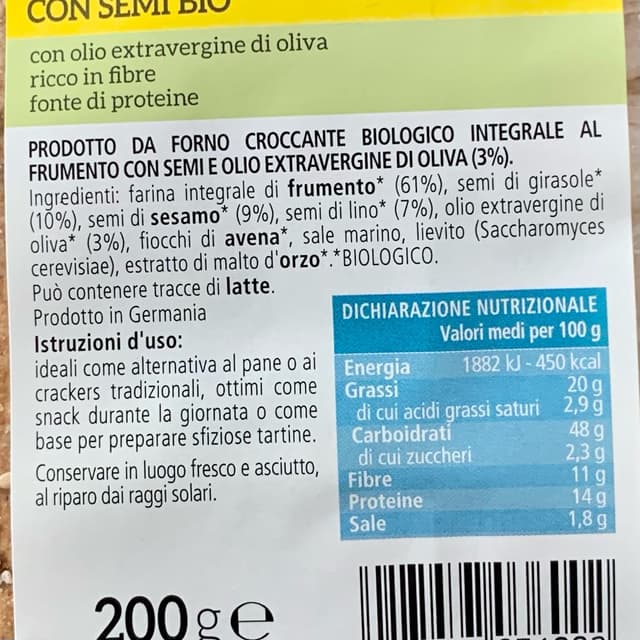 CON SEMI BIO
con olio extravergine di oliva
ricco in fibre
fonte di proteine
PRODOTTO DA FORNO CROCCANTE BIOLOGICO INTEGRALE AL
FRUMENTO CON SEMI E OLIO EXTRAVERGINE DI OLIVA (3%).
Ingredienti: farina integrale di frumento* (61%), semi di girasole*
(10%), semi di sesamo* (9%), semi di lino* (7%), olio extravergine di
oliva* (3%), fiocchi di avena*, sale marino, lievito (Saccharomyces
cerevisiae), estratto di malto d'orzo*.*BIOLOGICO.
Può contenere tracce di latte.
Prodotto in Germania
Istruzioni d'uso:
ideali come alternativa al pane o ai
crackers tradizionali, ottimi come
snack durante la giornata o come
base per preparare sfiziose tartine.
Conservare in luogo fresco e asciutto,
al riparo dai raggi solari.
DICHIARAZIONE NUTRIZIONALE
Valori medi per 100 g
Energia 1882 kJ - 450 kcal
Grassi 20 g
di cui acidi grassi saturi 2,9 g
Carboidrati 48 g
di cui zuccheri 2,3 g
Fibre 11 g
Proteine 14 g
Sale 1,8 g
200 g e